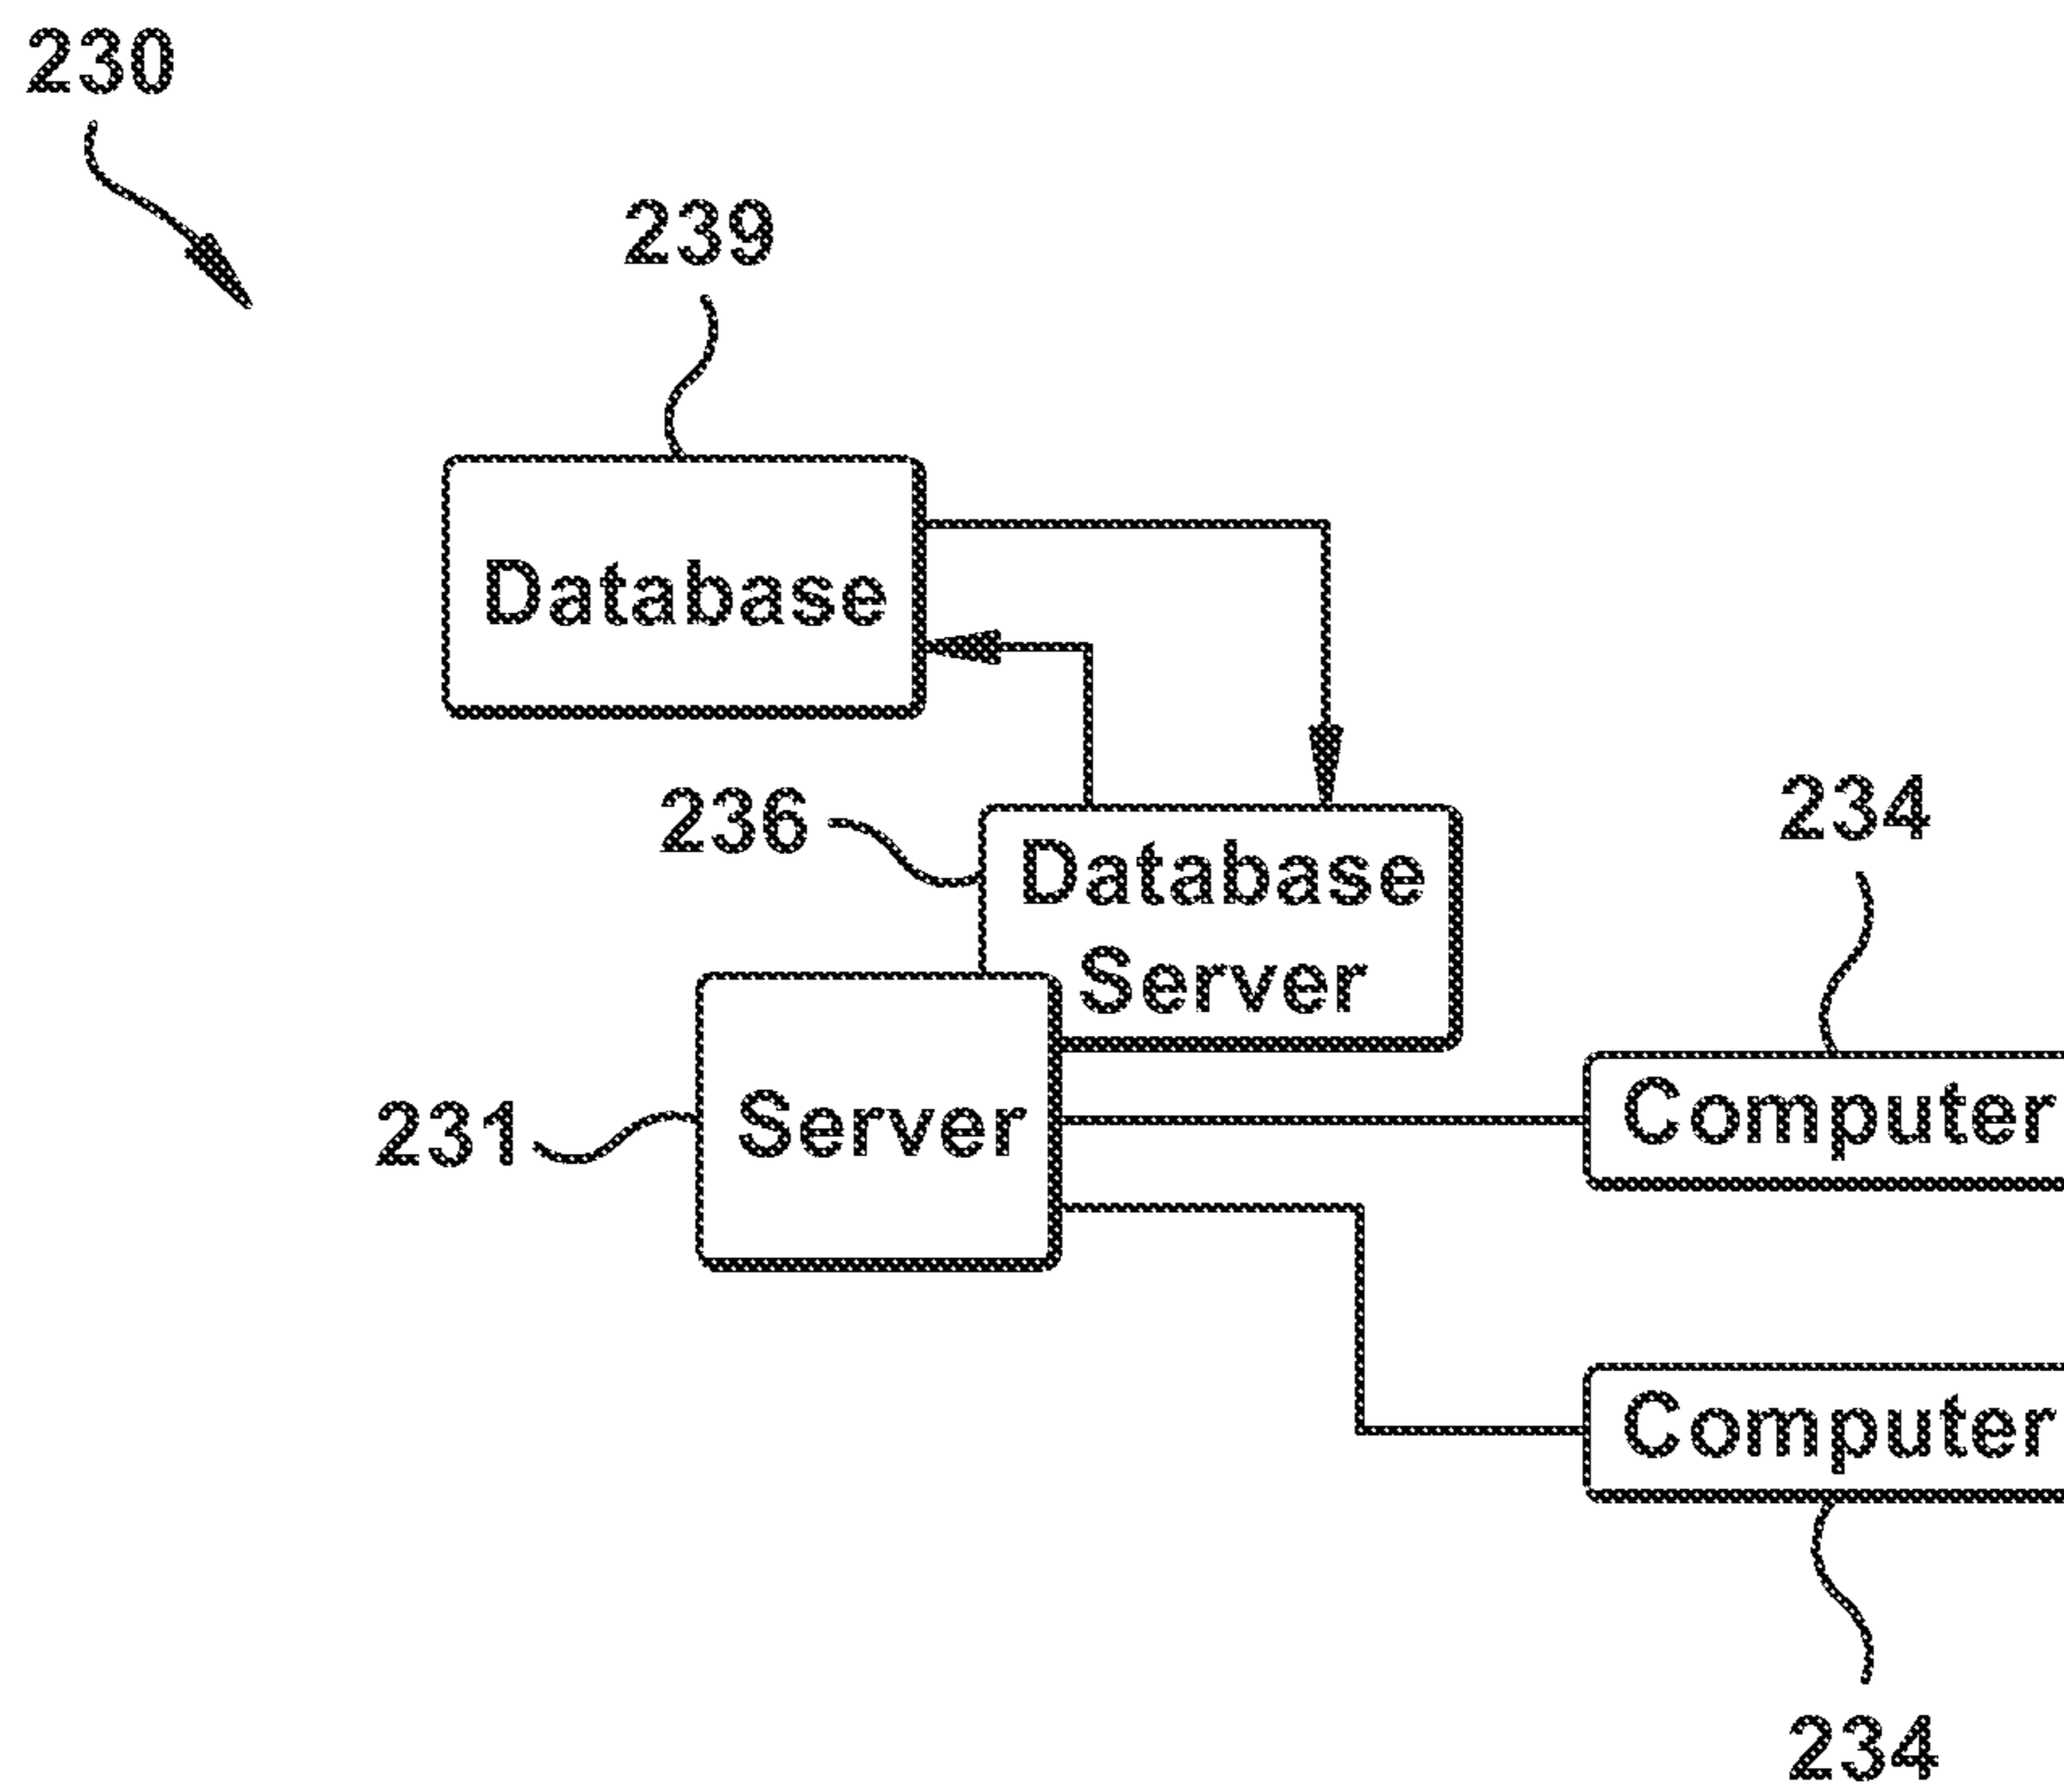 230
239
Database
236
Database
Server
234
231
Server
Computer
Computer
234